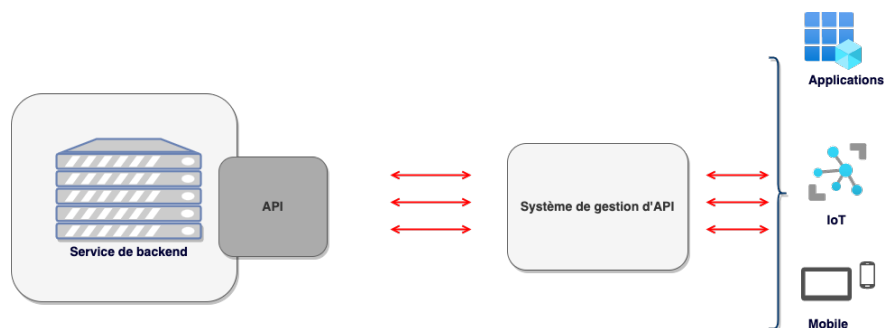 Applications
API
Système de gestion d'API
IoT
Service de backend
Mobile